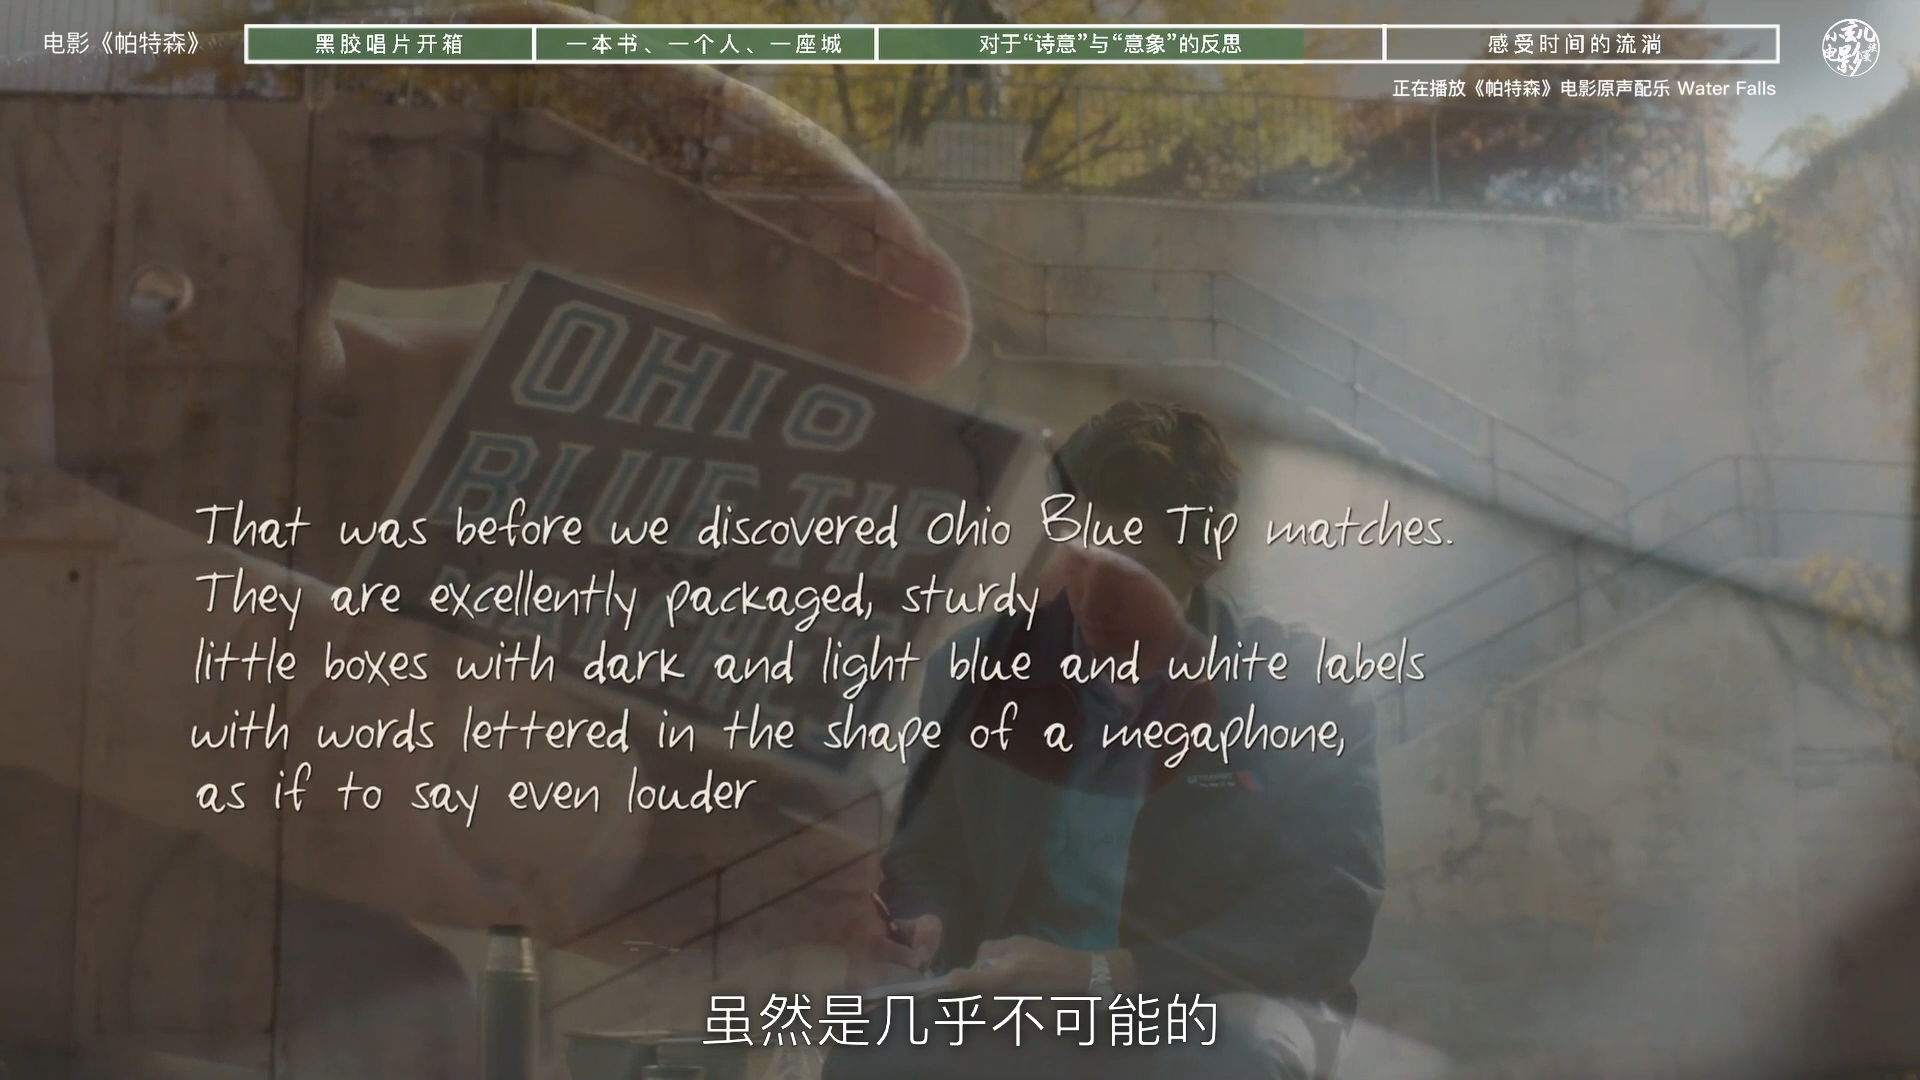 电影《帕特森》
黑胶唱片开箱
一本书、一个人、一座城
对于“诗意”与“意象”的反思
感受时间的流淌
正在播放《帕特森》电影原声配乐 Water Falls
OHIO
BLUE TIP
MATCHES
That was before we discovered Ohio Blue Tip matches.
They are excellently packaged, sturdy
little boxes with dark and light blue and white labels
with words lettered in the shape of a megaphone,
as if to say even louder
虽然是几乎不可能的